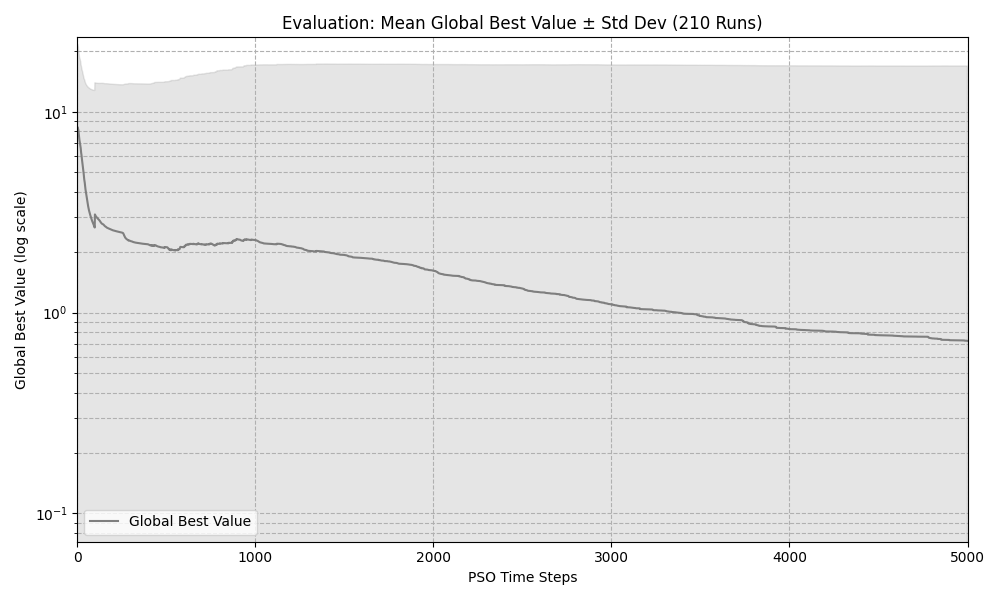 Evaluation: Mean Global Best Value ± Std Dev (210 Runs)
Global Best Value (log scale)
10¹
10⁰
10⁻¹
Global Best Value
0 1000 2000 3000 4000 5000
PSO Time Steps